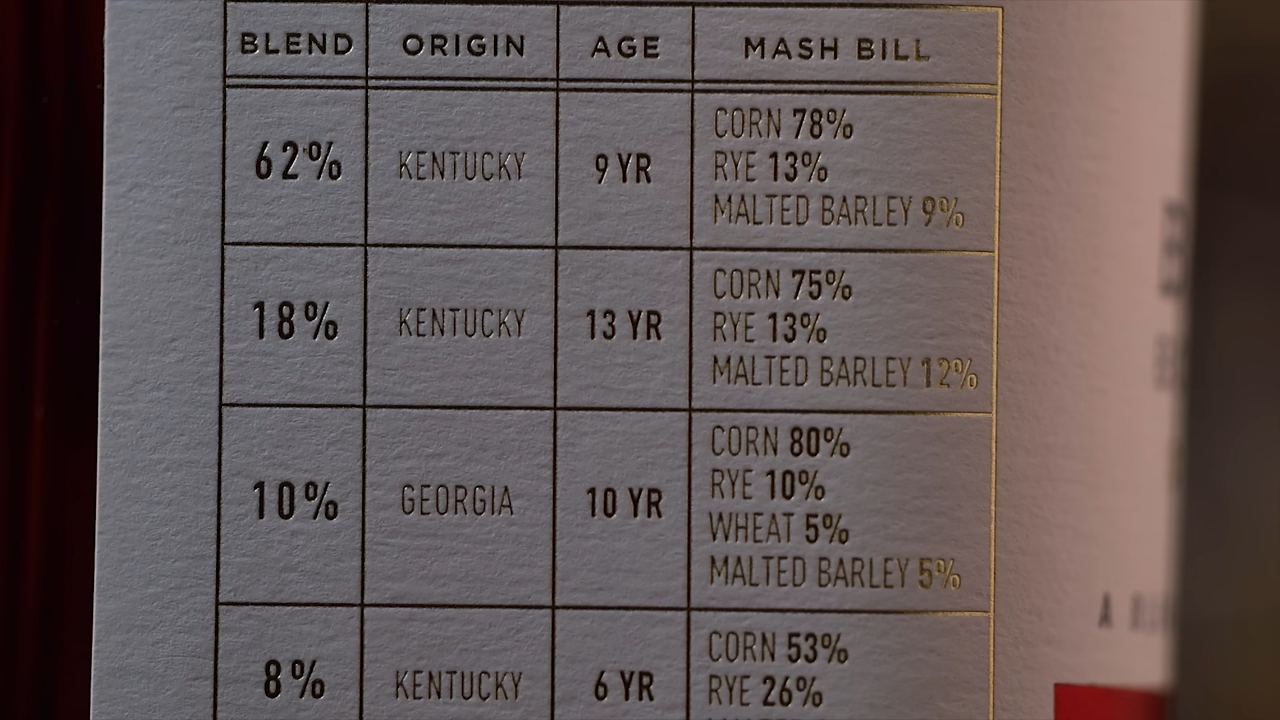 BLEND ORIGIN AGE MASH BILL
62% KENTUCKY 9 YR
CORN 78%
RYE 13%
MALTED BARLEY 9%
18% KENTUCKY 13 YR
CORN 75%
RYE 13%
MALTED BARLEY 12%
10% GEORGIA 10 YR
CORN 80%
RYE 10%
WHEAT 5%
MALTED BARLEY 5%
8% KENTUCKY 6 YR
CORN 53%
RYE 26%
A